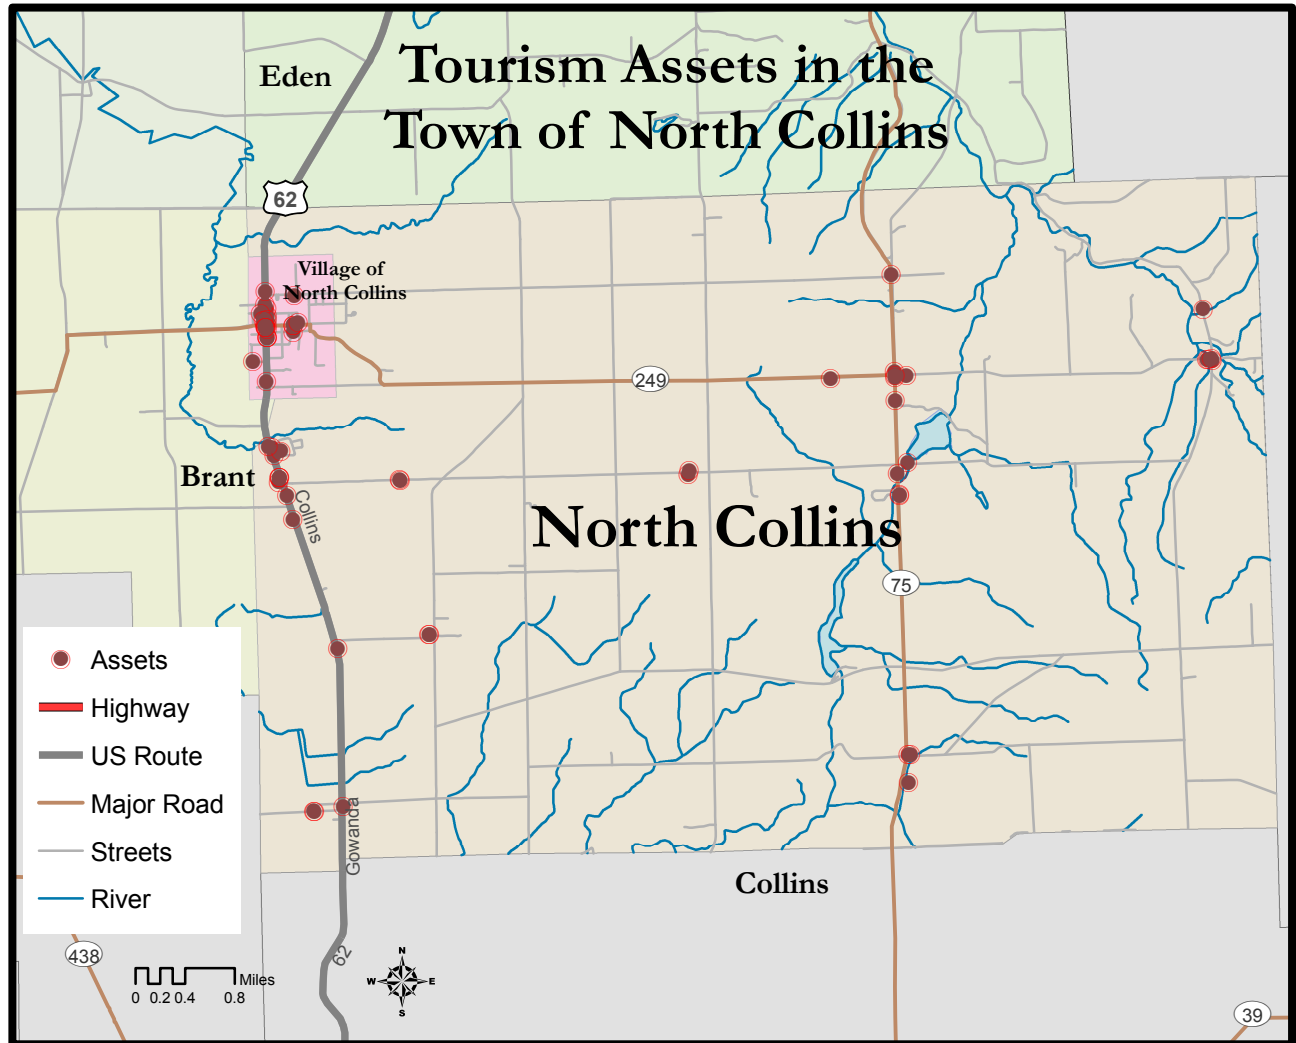 Tourism Assets in the
Town of North Collins
Eden
62
Village of
North Collins
249
Brant
Collins
North Collins
75
Assets
Highway
US Route
Major Road
Streets
River
Gowanda
Collins
438
62
N
W E
S
Miles
0 0.2 0.4 0.8
39